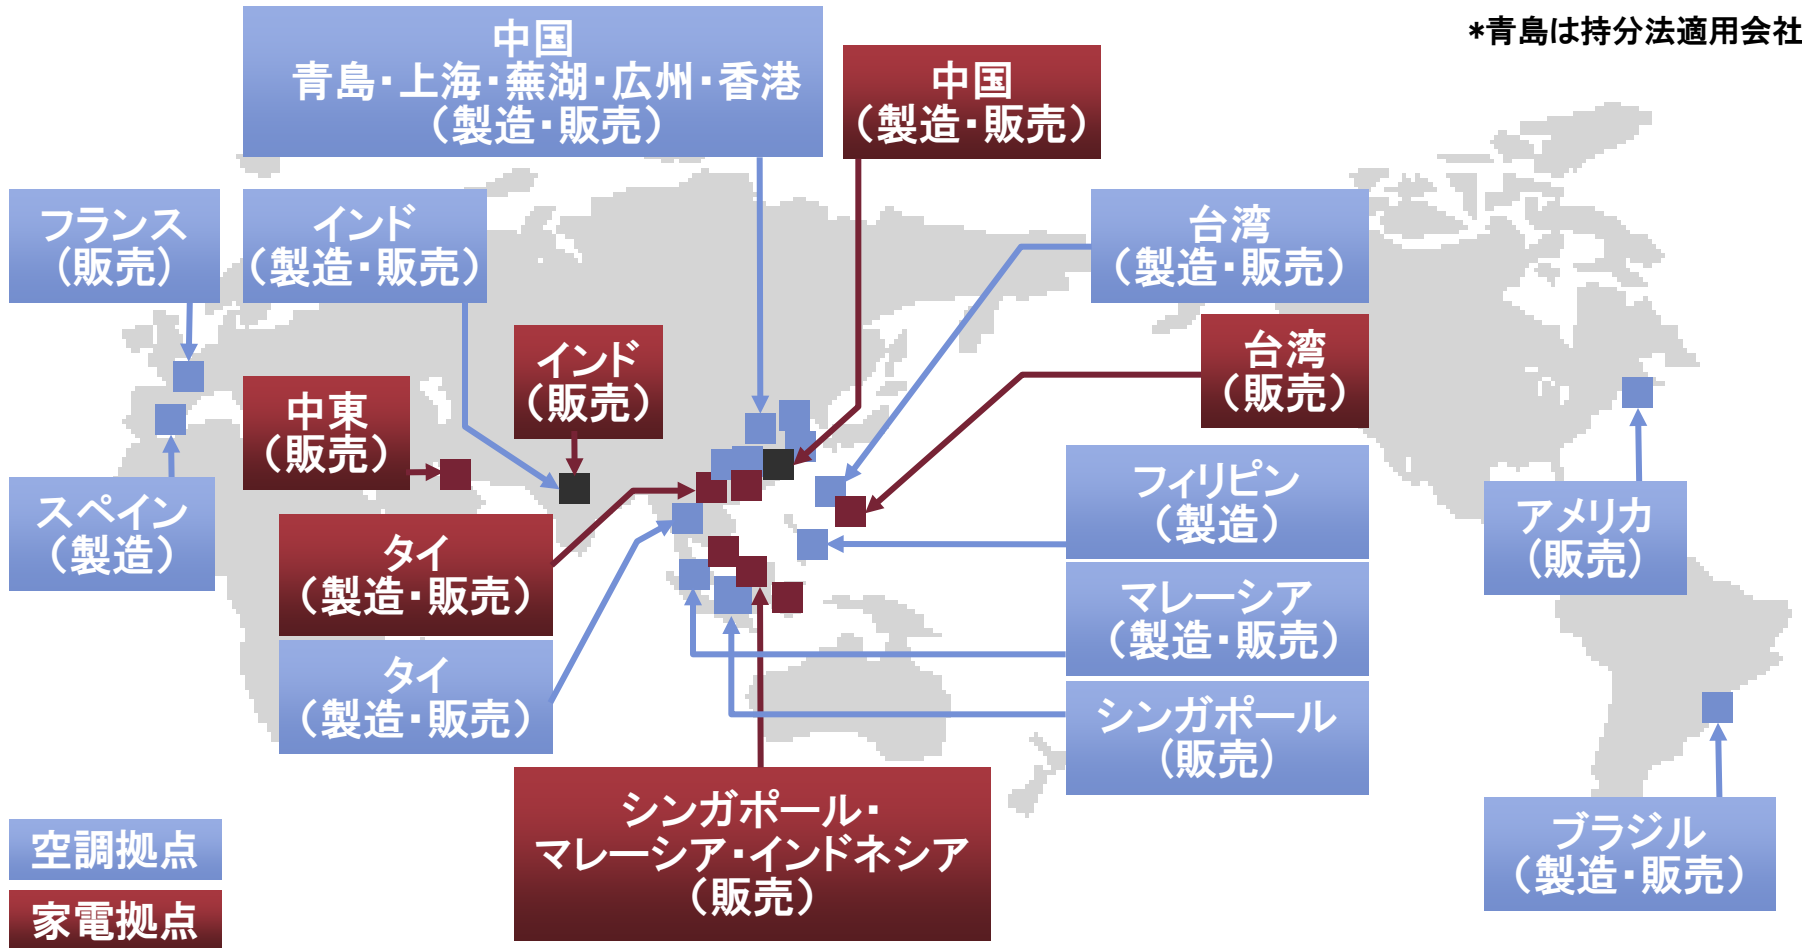 *青島は持分法適用会社
中国
青島・上海・蕪湖・広州・香港
（製造・販売）
中国
（製造・販売）
フランス
（販売）
インド
（製造・販売）
台湾
（製造・販売）
インド
（販売）
台湾
（販売）
中東
（販売）
スペイン
（製造）
タイ
（製造・販売）
タイ
（製造・販売）
フィリピン
（製造）
マレーシア
（製造・販売）
シンガポール
（販売）
アメリカ
（販売）
シンガポール・
マレーシア・インドネシア
（販売）
ブラジル
（製造・販売）
空調拠点
家電拠点